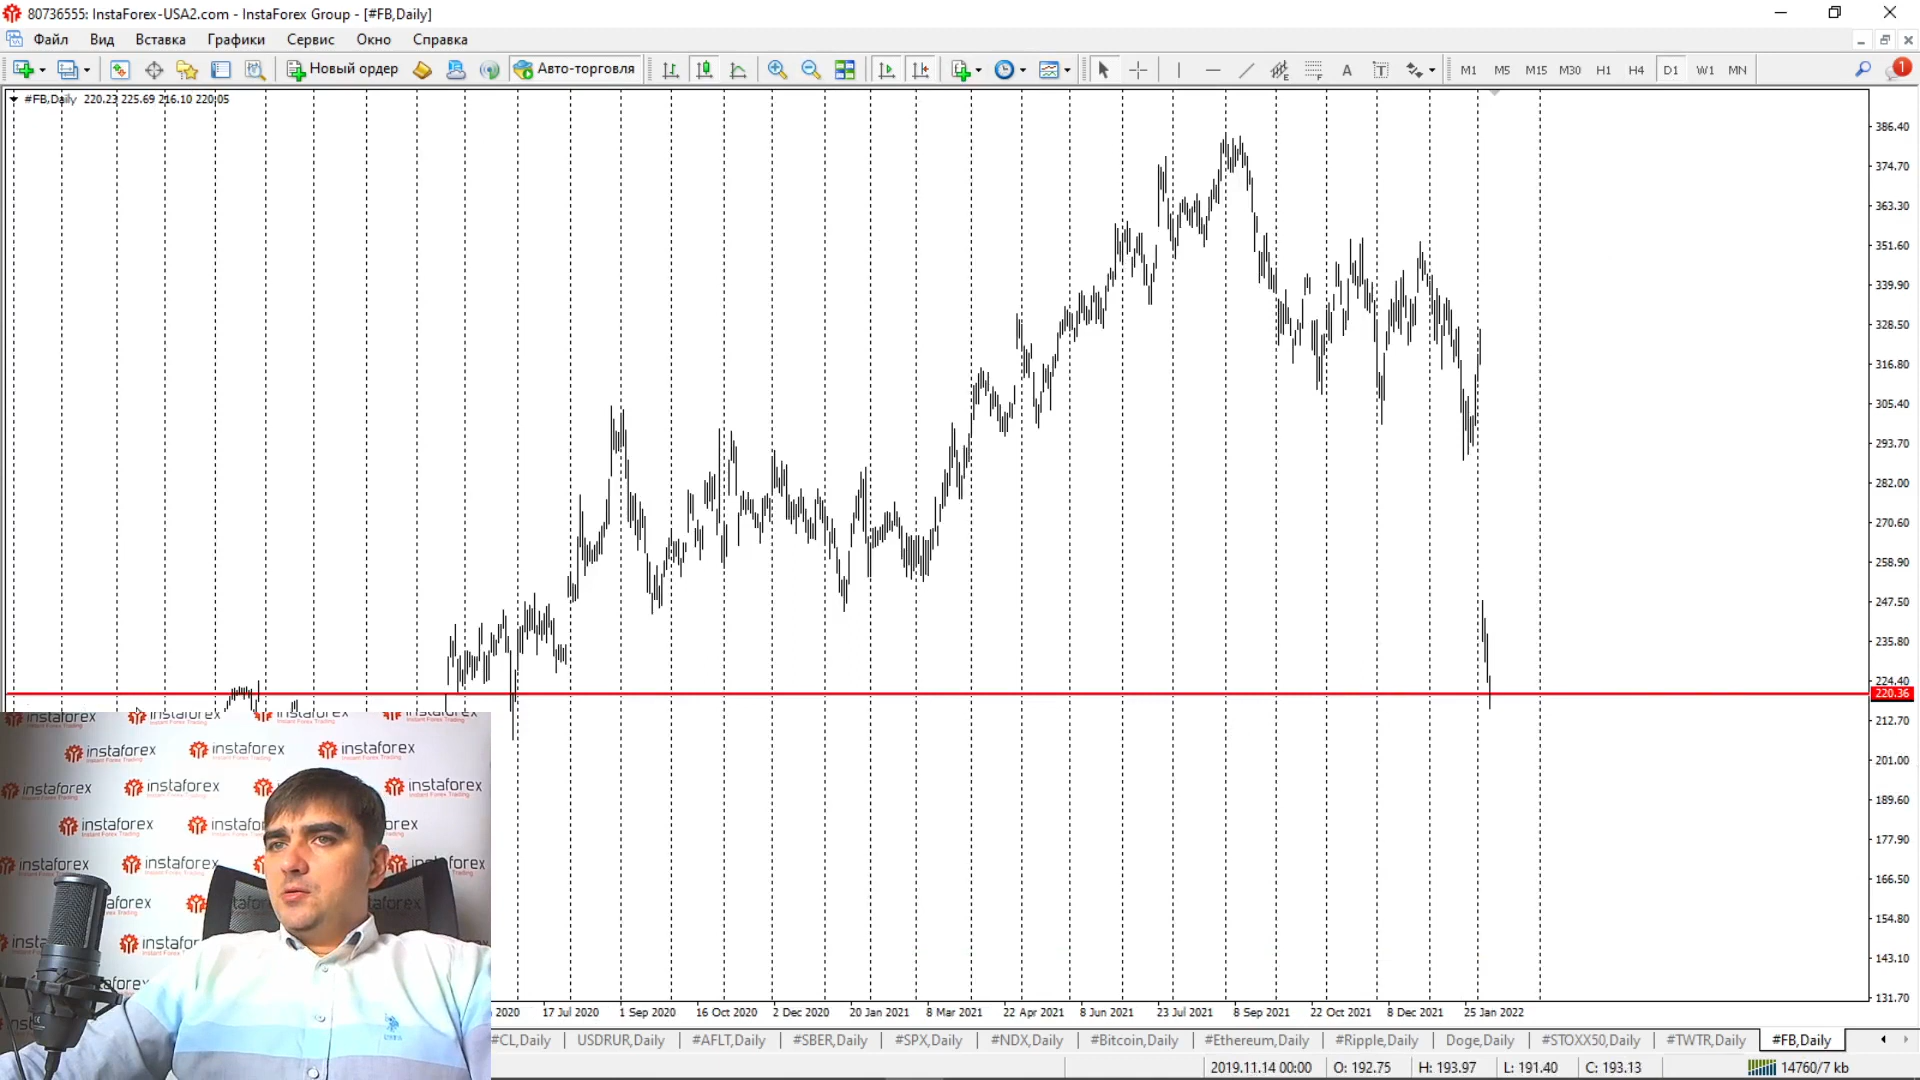 80736555: InstaForex-USA2.com - InstaForex Group - [#FB,Daily]
Файл Вид Вставка Графики Сервис Окно Справка
Новый ордер Авто-торговля A T M1 M5 M15 M30 H1 H4 D1 W1 MN 1
#FB,Daily 220.23 225.69 216.10 220.05
386.40
374.70
363.30
351.60
339.90
328.50
316.80
305.40
293.70
282.00
270.60
258.90
247.50
235.80
224.40
220.36
212.70
201.00
189.60
177.90
166.50
154.80
143.10
131.70
instaforex instaforex instaforex
Instant Forex Trading
instaforex instaforex instaforex
instaforex
instaforex
instaforex instaforex
2020 17 Jul 2020 1 Sep 2020 16 Oct 2020 2 Dec 2020 20 Jan 2021 8 Mar 2021 22 Apr 2021 8 Jun 2021 23 Jul 2021 8 Sep 2021 22 Oct 2021 8 Dec 2021 25 Jan 2022
#CL,Daily USDRUR,Daily #AFLT,Daily #SBER,Daily #SPX,Daily #NDX,Daily #Bitcoin,Daily #Ethereum,Daily #Ripple,Daily Doge,Daily #STOXX50,Daily #TWTR,Daily #FB,Daily
2019.11.14 00:00 O: 192.75 H: 193.97 L: 191.40 C: 193.13 14760/7 kb